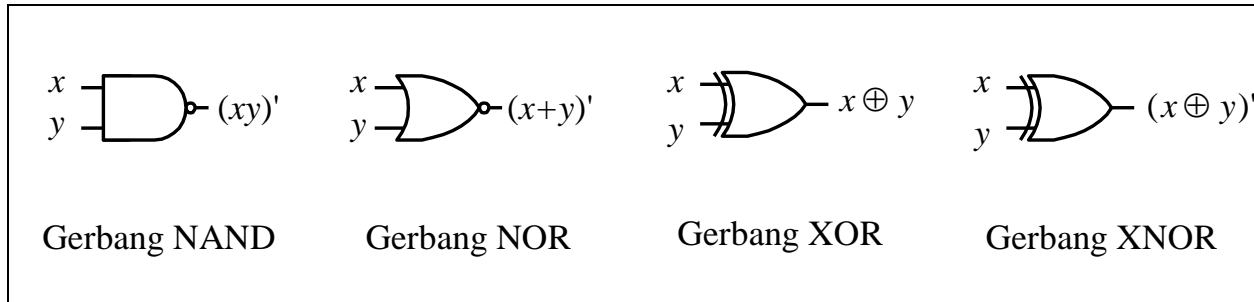 x
y
(xy)'
x
y
(x+y)'
x
y
x ⊕ y
x
y
(x ⊕ y)'
Gerbang NAND
Gerbang NOR
Gerbang XOR
Gerbang XNOR